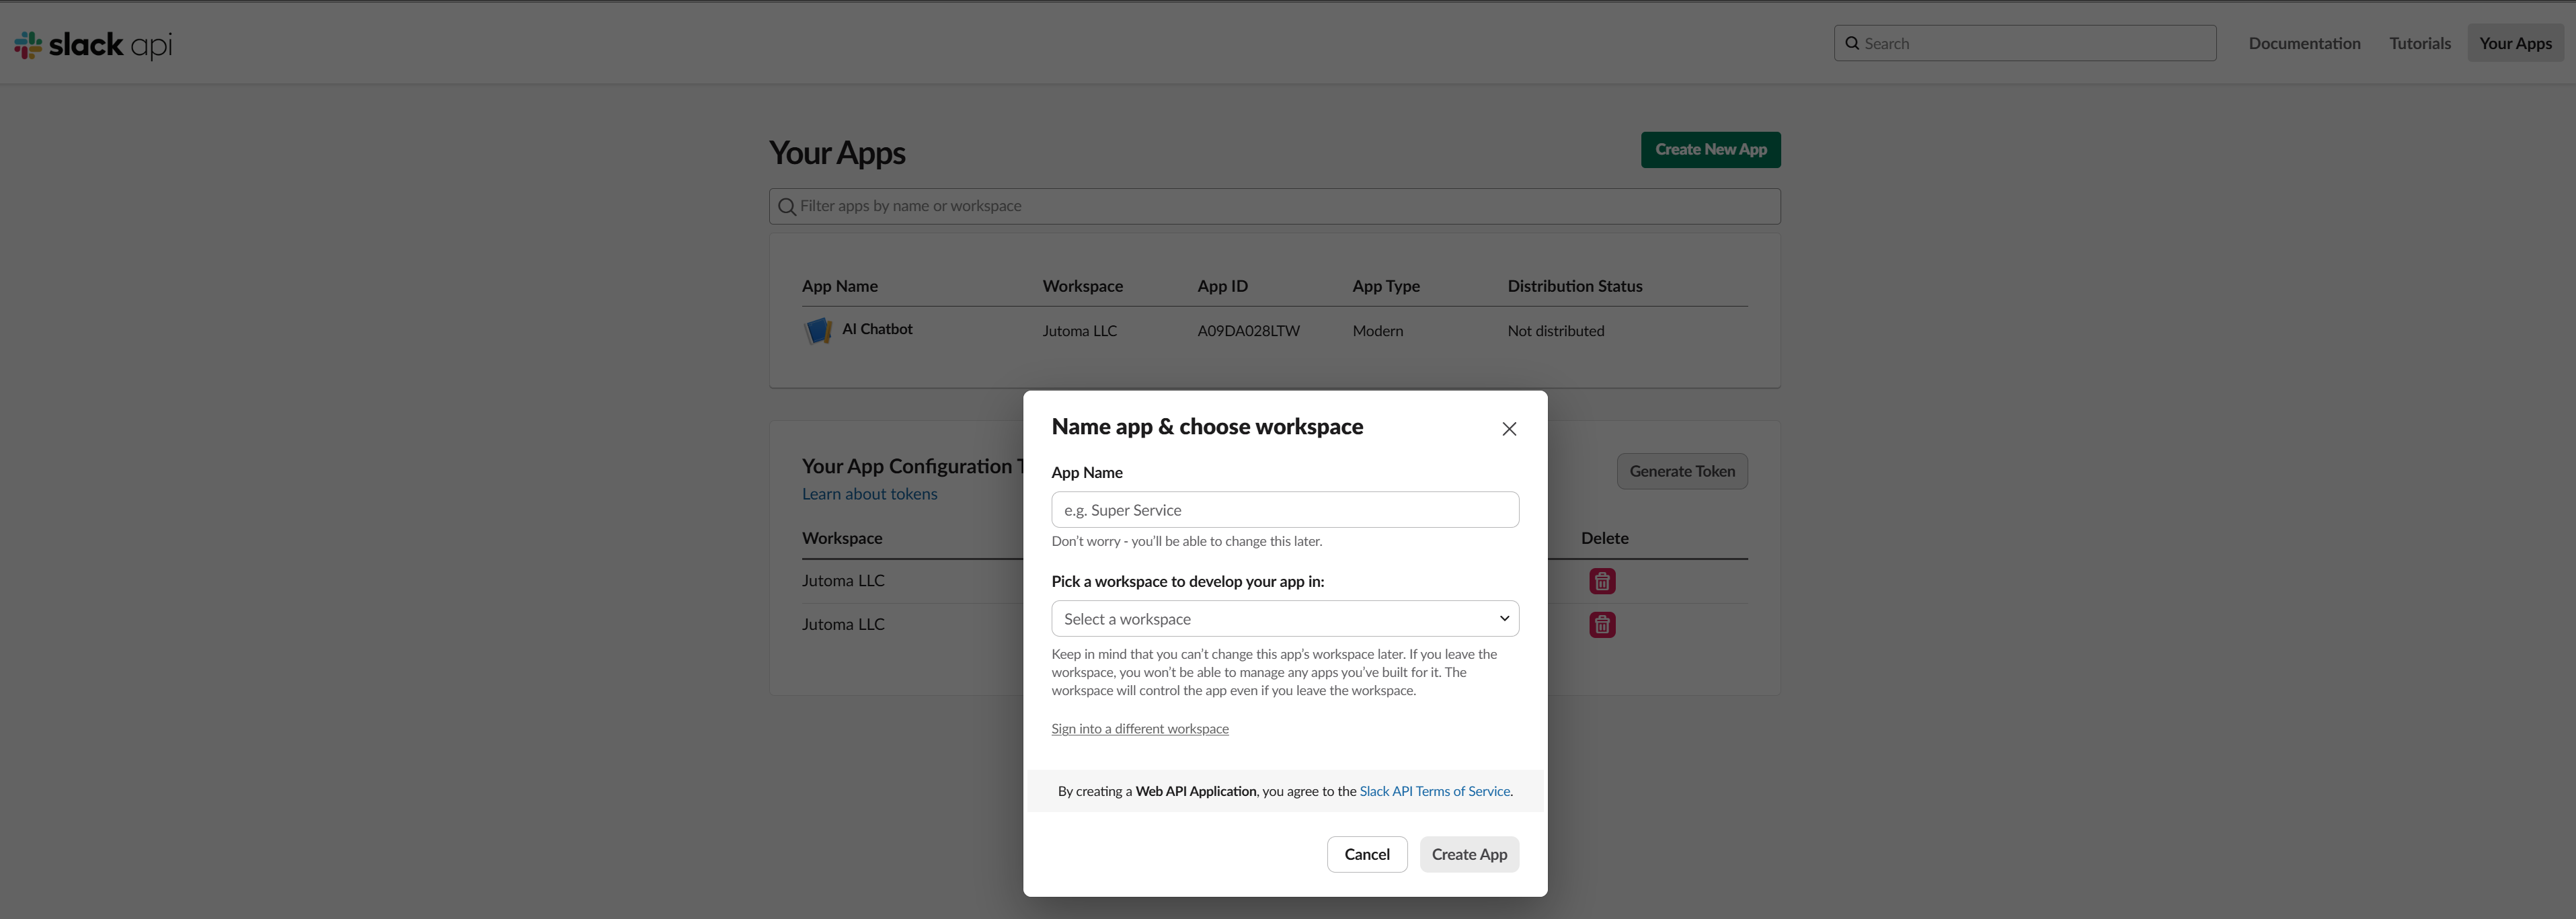 slack api
Search
Documentation
Tutorials
Your Apps
Your Apps
Create New App
Filter apps by name or workspace
App Name Workspace App ID App Type Distribution Status
AI Chatbot Jutoma LLC A09DA028LTW Modern Not distributed
Your App Configuration
Learn about tokens
Generate Token
Workspace Delete
Jutoma LLC
Jutoma LLC
Name app & choose workspace
App Name
e.g. Super Service
Don't worry - you'll be able to change this later.
Pick a workspace to develop your app in:
Select a workspace
Keep in mind that you can't change this app's workspace later. If you leave the
workspace, you won't be able to manage any apps you've built for it. The
workspace will control the app even if you leave the workspace.
Sign into a different workspace
By creating a Web API Application, you agree to the Slack API Terms of Service.
Cancel
Create App